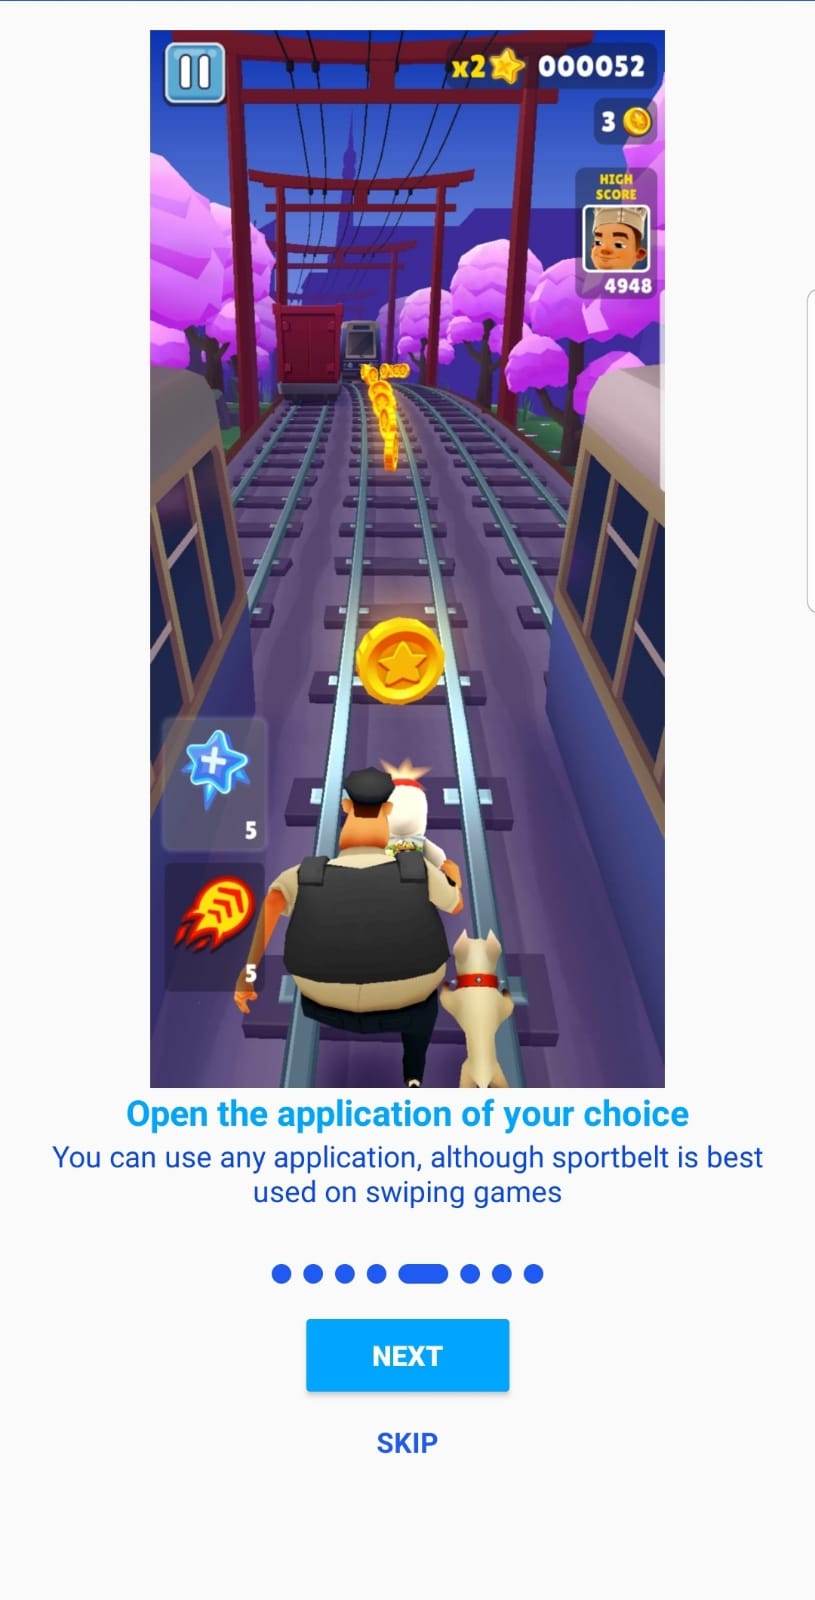 x2 000052
3
HIGH
SCORE
4948
5
5
Open the application of your choice
You can use any application, although sportbelt is best
used on swiping games
NEXT
SKIP